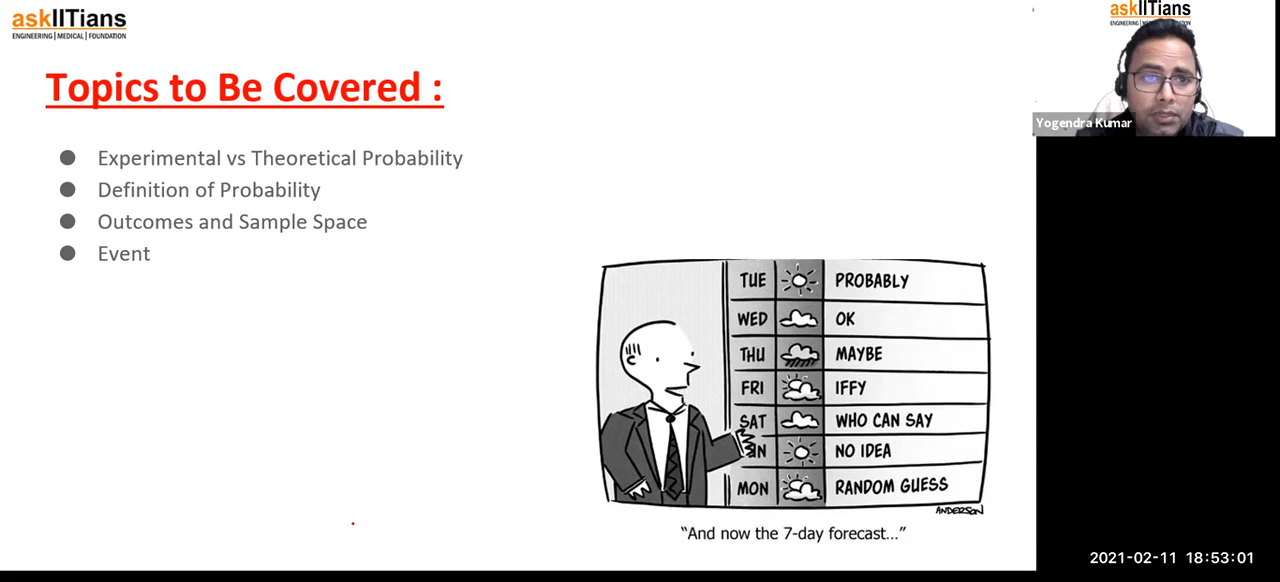 askIITians
ENGINEERING | MEDICAL | FOUNDATION
Topics to Be Covered :
● Experimental vs Theoretical Probability
● Definition of Probability
● Outcomes and Sample Space
● Event
TUE PROBABLY
WED OK
THU MAYBE
FRI IFFY
SAT WHO CAN SAY
UN NO IDEA
MON RANDOM GUESS
ANDERSON
“And now the 7-day forecast...”
askIITians
Yogendra Kumar
2021-02-11 18:53:01